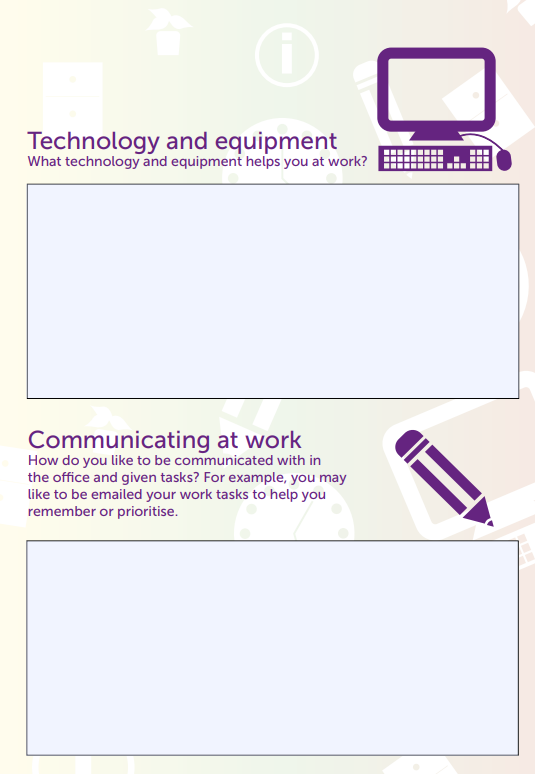 Technology and equipment
What technology and equipment helps you at work?
Communicating at work
How do you like to be communicated with in
the office and given tasks? For example, you may
like to be emailed your work tasks to help you
remember or prioritise.